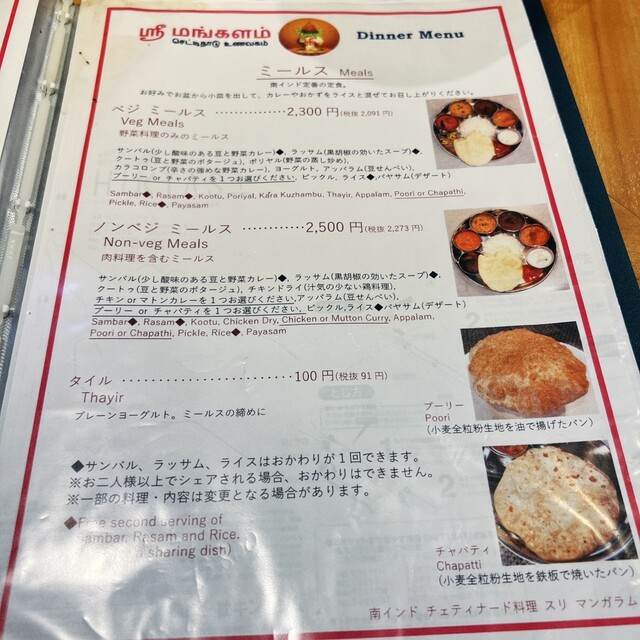 ஸ்ரீ மங்களம்
செட்டிநாடு உணவகம்
Dinner Menu
ミールス Meals
南インド定番の定食。
お好みでお盆から小皿を出して、カレーやおかずをライスと混ぜてお召し上がりください。
ベジ ミールス ・・・・・・・・・・・・・・2,300 円(税抜 2,091 円)
Veg Meals
野菜料理のみのミールス
サンバル(少し酸味のある豆と野菜カレー)◆、ラッサム(黒胡椒の効いたスープ)◆、
クートゥ(豆と野菜のポタージュ)、ポリヤル(野菜の蒸し炒め)、
カラコロンブ(辛さの強めな野菜カレー)、ヨーグルト、アッパラム(豆せんべい)、
プーリー or チャパティを1つお選びください、ピックル、ライス◆、パヤサム(デザート)
Sambar◆, Rasam◆, Kootu, Poriyal, Kara Kuzhambu, Thayir, Appalam, Poori or Chapathi,
Pickle, Rice◆, Payasam
ノンベジ ミールス ・・・・・・・・・・・・2,500 円(税抜 2,273 円)
Non-veg Meals
肉料理を含むミールス
サンバル(少し酸味のある豆と野菜カレー)◆、ラッサム(黒胡椒の効いたスープ)◆、
クートゥ(豆と野菜のポタージュ)、チキンドライ(汁気の少ない鶏料理)、
チキン or マトンカレーを1つお選びください,アッパラム(豆せんべい)、
プーリー or チャパティを1つお選びください、ピックル,ライス◆パヤサム(デザート)
Sambar◆, Rasam◆, Kootu, Chicken Dry, Chicken or Mutton Curry, Appalam,
Poori or Chapathi, Pickle, Rice◆, Payasam
タイル ・・・・・・・・・・・・・・・・・・・・・・100 円(税抜 91 円)
Thayir
プレーンヨーグルト。ミールスの締めに
プーリー
Poori
(小麦全粒粉生地を油で揚げたパン)
◆サンバル、ラッサム、ライスはおかわりが1回できます。
※お二人様以上でシェアされる場合、おかわりはできません。
※一部の料理・内容は変更となる場合があります。
◆Free second serving of
Sambar, Rasam and Rice.
a sharing dish)
チャパティ
Chapatti
(小麦全粒粉生地を鉄板で焼いたパン)
南インド チェティナード料理 スリ マンガラム